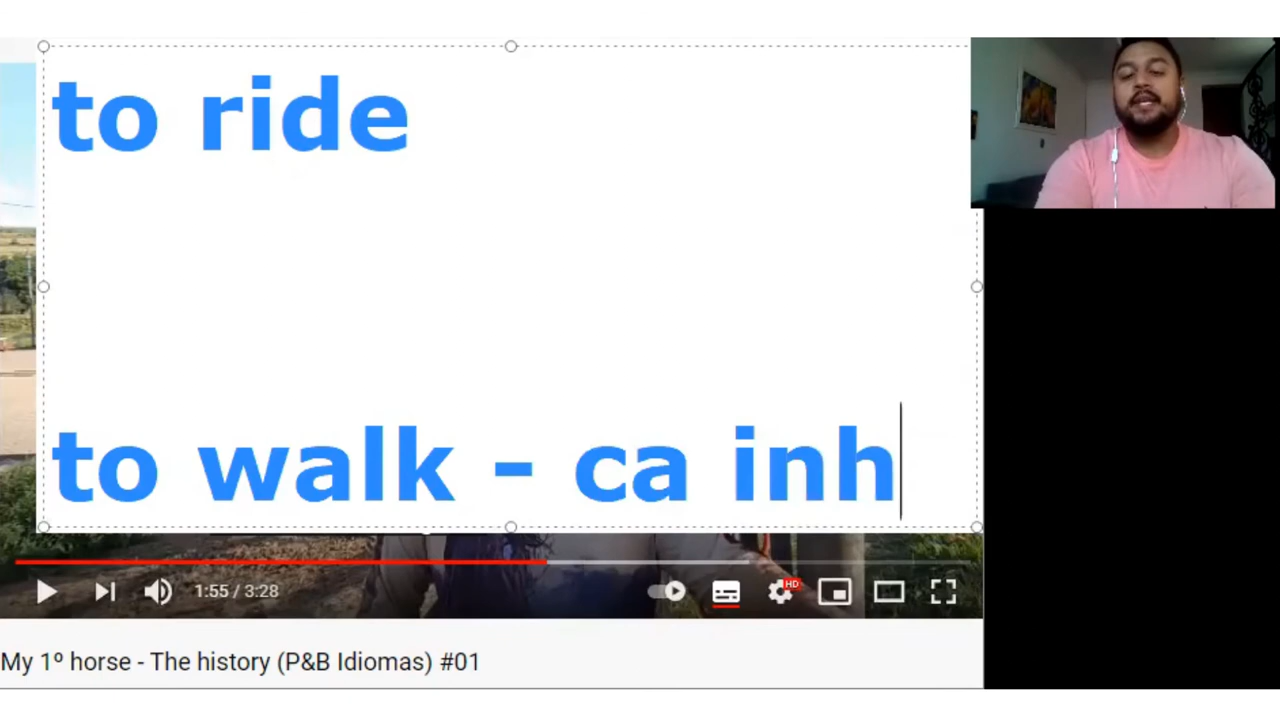 to ride
to walk - ca inh
1:55 / 3:28
HD
My 1º horse - The history (P&B Idiomas) #01